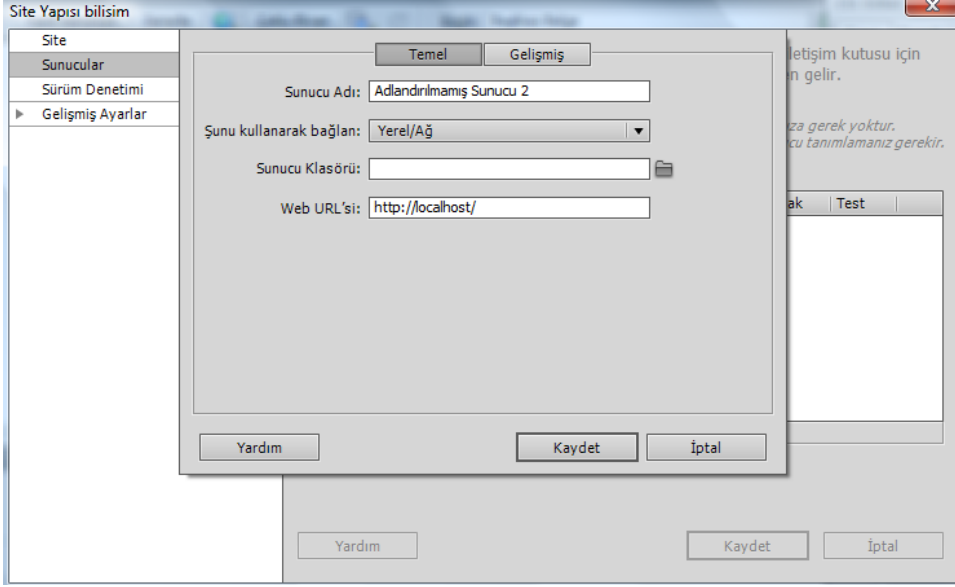 Site Yapısı bilisim
Site
Sunucular
Sürüm Denetimi
Gelişmiş Ayarlar
Temel
Gelişmiş
Sunucu Adı: Adlandırılmamış Sunucu 2
Şunu kullanarak bağlan: Yerel/Ağ
Sunucu Klasörü:
Web URL'si: http://localhost/
Yardım
Kaydet
İptal
letişim kutusu için
n gelir.
za gerek yoktur.
cu tanımlamanız gerekir.
ak
Test
Yardım
Kaydet
İptal